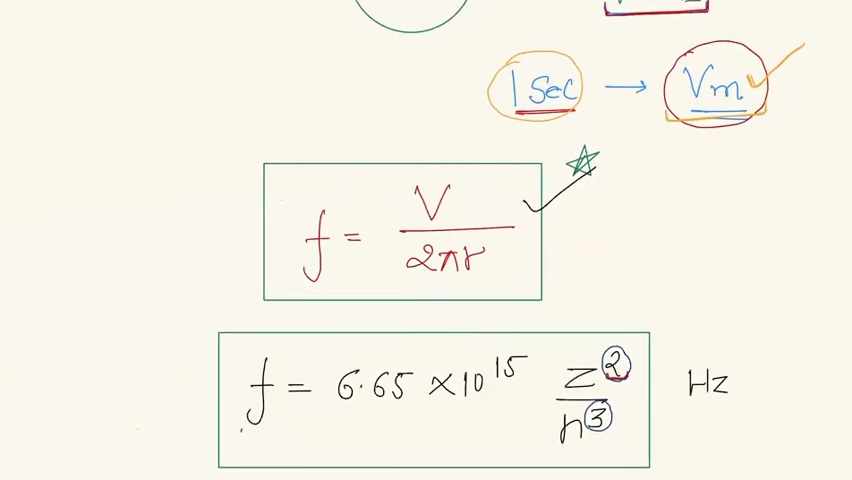 1 Sec → Vm
f = V / 2πr
f = 6.65 × 10^15 Z^2 / n^3 Hz